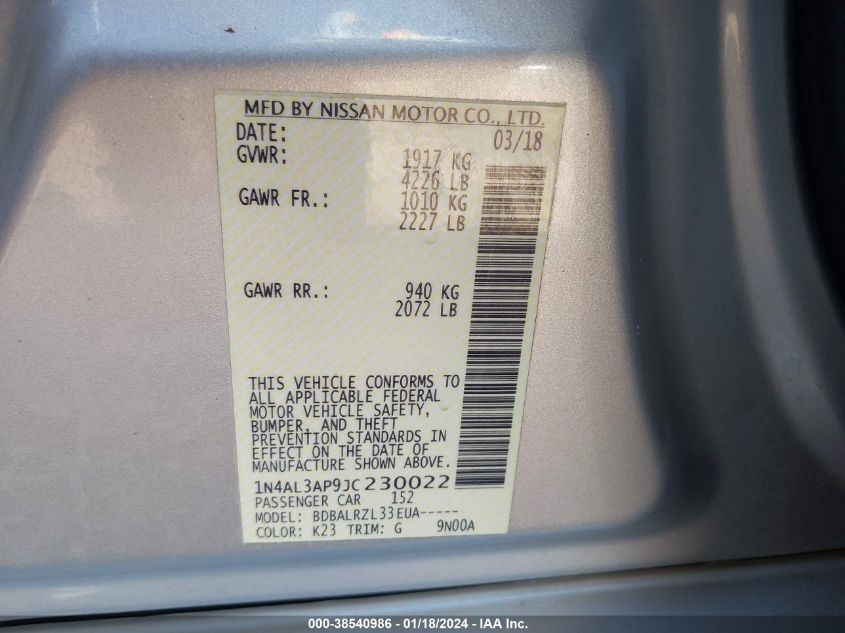 MFD BY NISSAN MOTOR CO., LTD.
DATE: 03/18
GVWR: 1917 KG
4226 LB
GAWR FR.: 1010 KG
2227 LB
GAWR RR.: 940 KG
2072 LB
THIS VEHICLE CONFORMS TO
ALL APPLICABLE FEDERAL
MOTOR VEHICLE SAFETY,
BUMPER, AND THEFT
PREVENTION STANDARDS IN
EFFECT ON THE DATE OF
MANUFACTURE SHOWN ABOVE.
1N4AL3AP9JC230022
PASSENGER CAR 152
MODEL: BDBALRZL33EUA-----
COLOR: K23 TRIM: G 9N00A
000-38540986 - 01/18/2024 - IAA Inc.